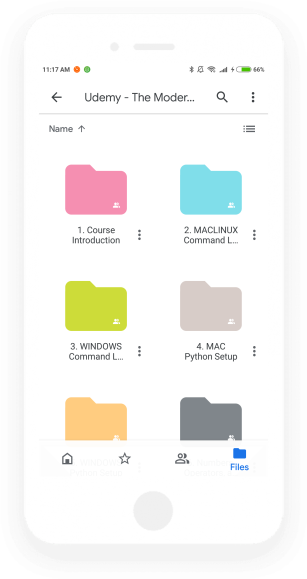 11:17 AM 66%
Udemy - The Moder...
Name ↑
1. Course
Introduction
2. MACLINUX
Command L...
3. WINDOWS
Command L...
4. MAC
Python Setup
Files